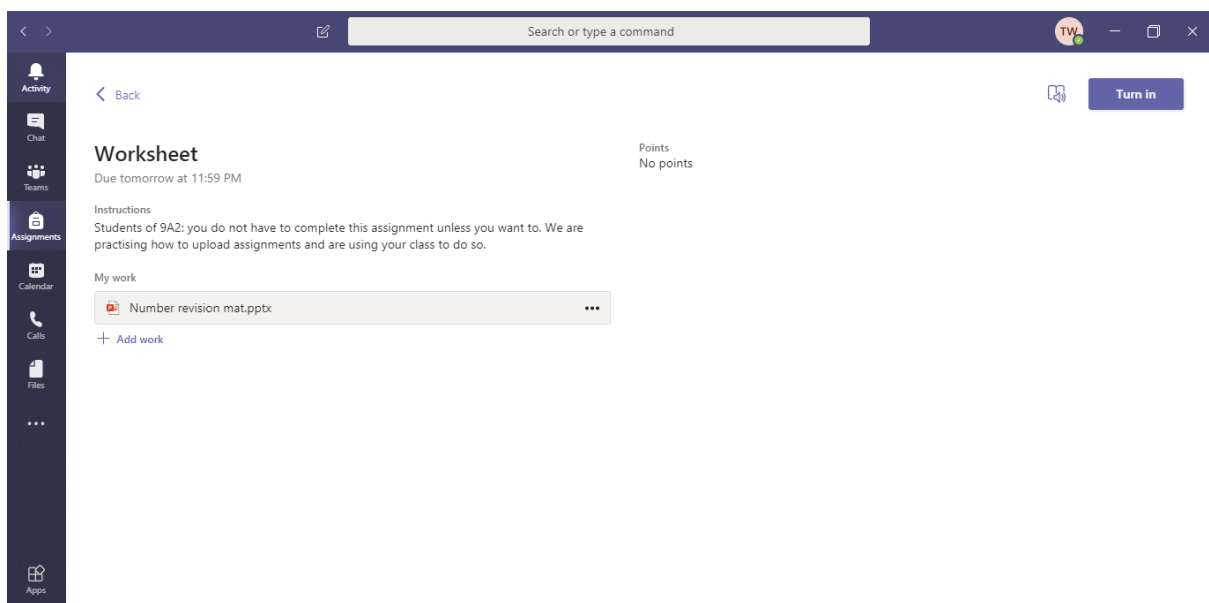 Search or type a command
TW
Activity
Chat
Teams
Assignments
Calendar
Calls
Files
Apps
Back
Turn in
Worksheet
Due tomorrow at 11:59 PM
Points
No points
Instructions
Students of 9A2: you do not have to complete this assignment unless you want to. We are
practising how to upload assignments and are using your class to do so.
My work
Number revision mat.pptx
Add work